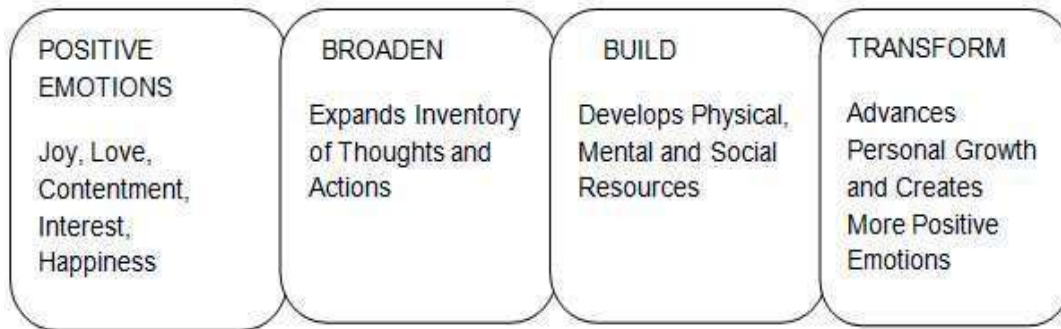 POSITIVE
EMOTIONS
Joy, Love,
Contentment,
Interest,
Happiness
BROADEN
Expands Inventory
of Thoughts and
Actions
BUILD
Develops Physical,
Mental and Social
Resources
TRANSFORM
Advances
Personal Growth
and Creates
More Positive
Emotions